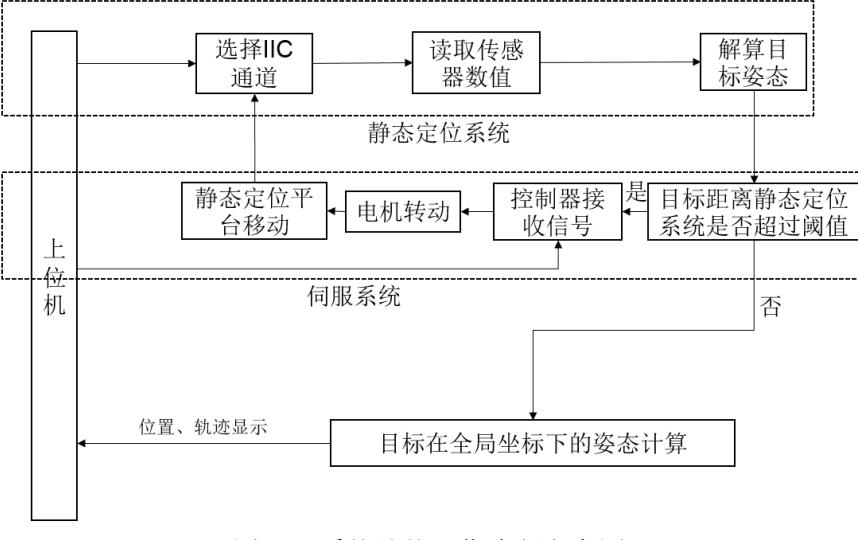 选择IIC
通道
读取传
感器数值
解算目
标姿态
静态定位系统
静态定位平
台移动
电机转动
控制器接
收信号
是
目标距离静态定位
系统是否超过阈值
上
位
机
伺服系统
否
位置、轨迹显示
目标在全局坐标下的姿态计算